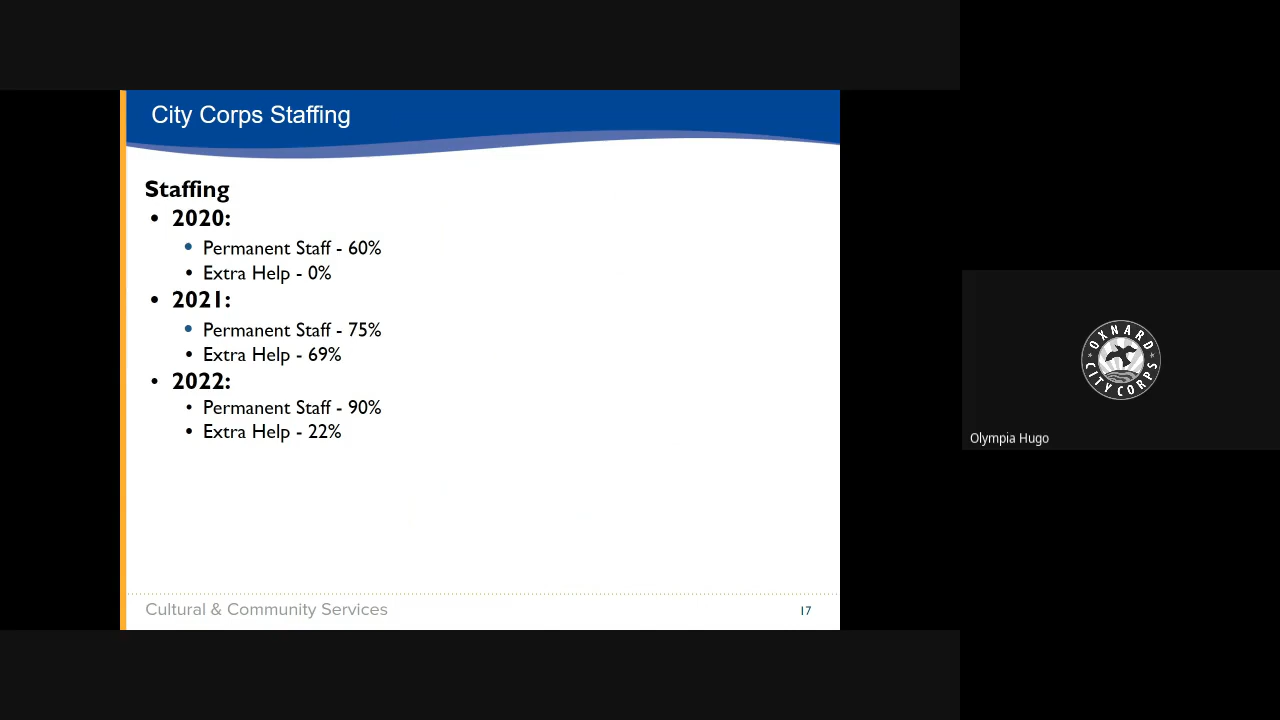 City Corps Staffing
Staffing
• 2020:
• Permanent Staff - 60%
• Extra Help - 0%
• 2021:
• Permanent Staff - 75%
• Extra Help - 69%
• 2022:
• Permanent Staff - 90%
• Extra Help - 22%
Cultural & Community Services
17
OXNARD
CITY CORPS
Olympia Hugo